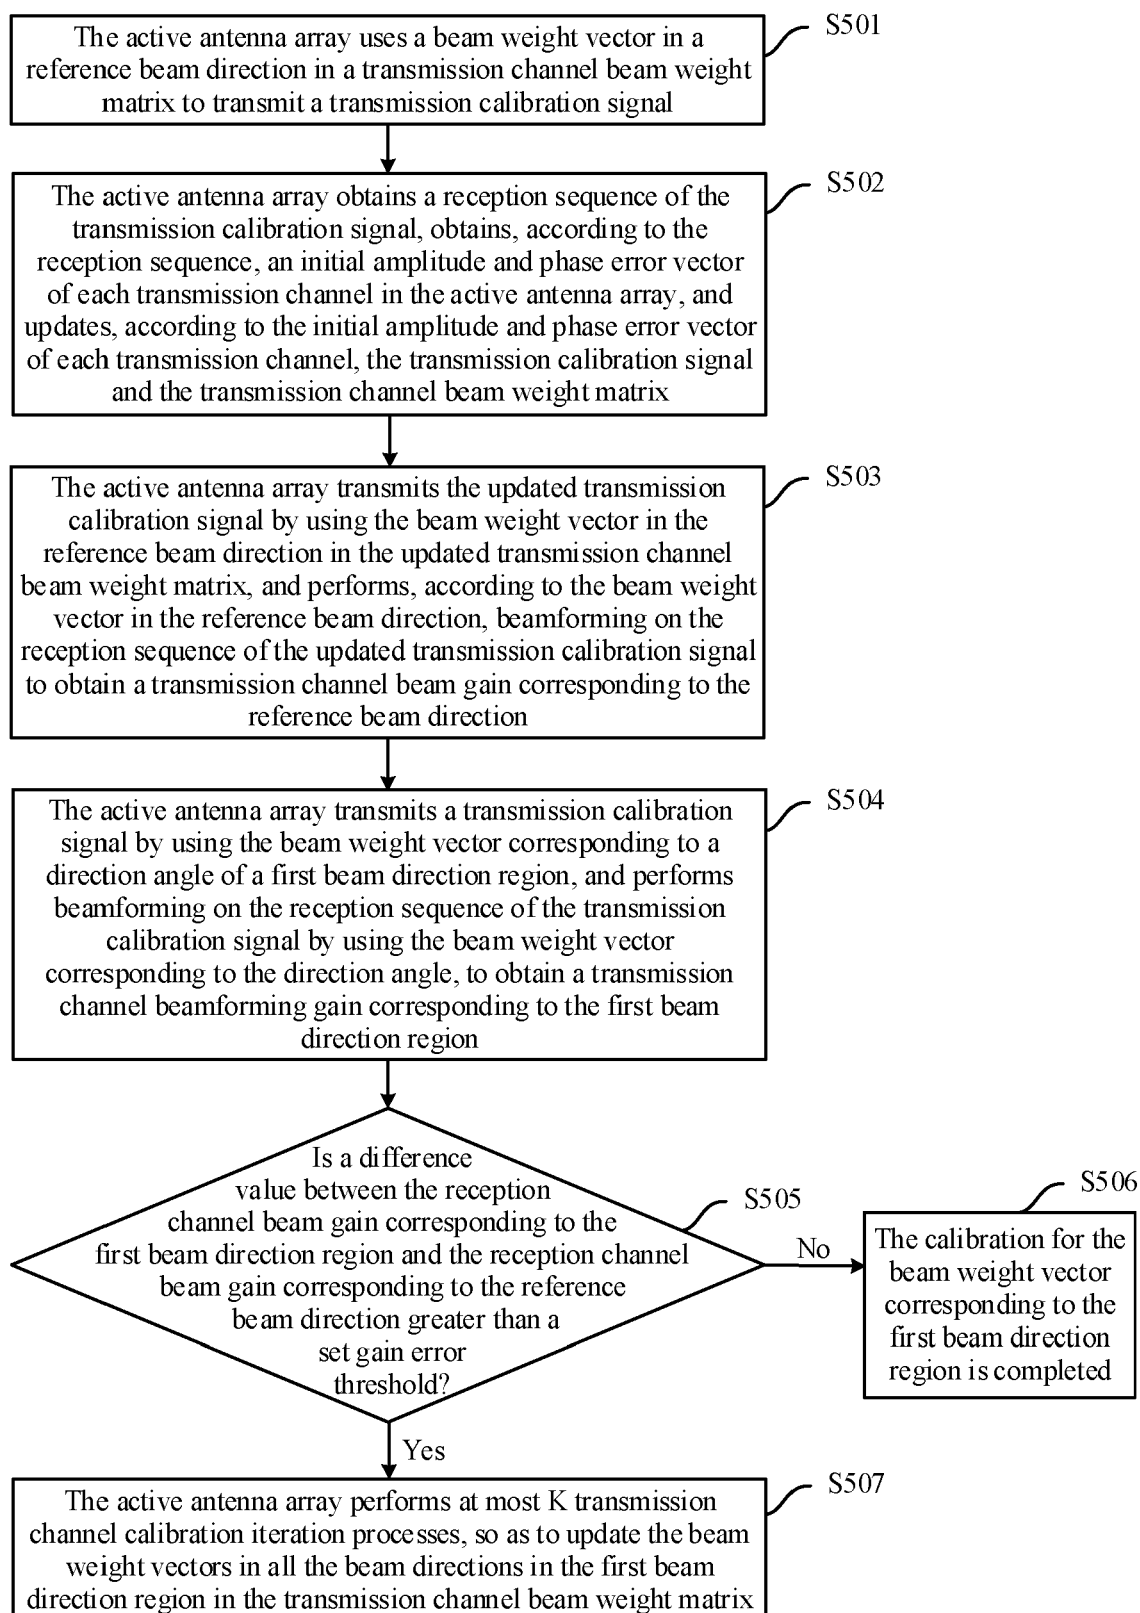 The active antenna array uses a beam weight vector in a
reference beam direction in a transmission channel beam weight
matrix to transmit a transmission calibration signal
S501
The active antenna array obtains a reception sequence of the
transmission calibration signal, obtains, according to the
reception sequence, an initial amplitude and phase error vector
of each transmission channel in the active antenna array, and
updates, according to the initial amplitude and phase error vector
of each transmission channel, the transmission calibration signal
and the transmission channel beam weight matrix
S502
The active antenna array transmits the updated transmission
calibration signal by using the beam weight vector in the
reference beam direction in the updated transmission channel
beam weight matrix, and performs, according to the beam weight
vector in the reference beam direction, beamforming on the
reception sequence of the updated transmission calibration signal
to obtain a transmission channel beam gain corresponding to the
reference beam direction
S503
The active antenna array transmits a transmission calibration
signal by using the beam weight vector corresponding to a
direction angle of a first beam direction region, and performs
beamforming on the reception sequence of the transmission
calibration signal by using the beam weight vector
corresponding to the direction angle, to obtain a transmission
channel beamforming gain corresponding to the first beam
direction region
S504
Is a difference
value between the reception
channel beam gain corresponding to the
first beam direction region and the reception channel
beam gain corresponding to the reference
beam direction greater than a
set gain error
threshold?
S505
No
S506
The calibration for the
beam weight vector
corresponding to the
first beam direction
region is completed
Yes
S507
The active antenna array performs at most K transmission
channel calibration iteration processes, so as to update the beam
weight vectors in all the beam directions in the first beam
direction region in the transmission channel beam weight matrix